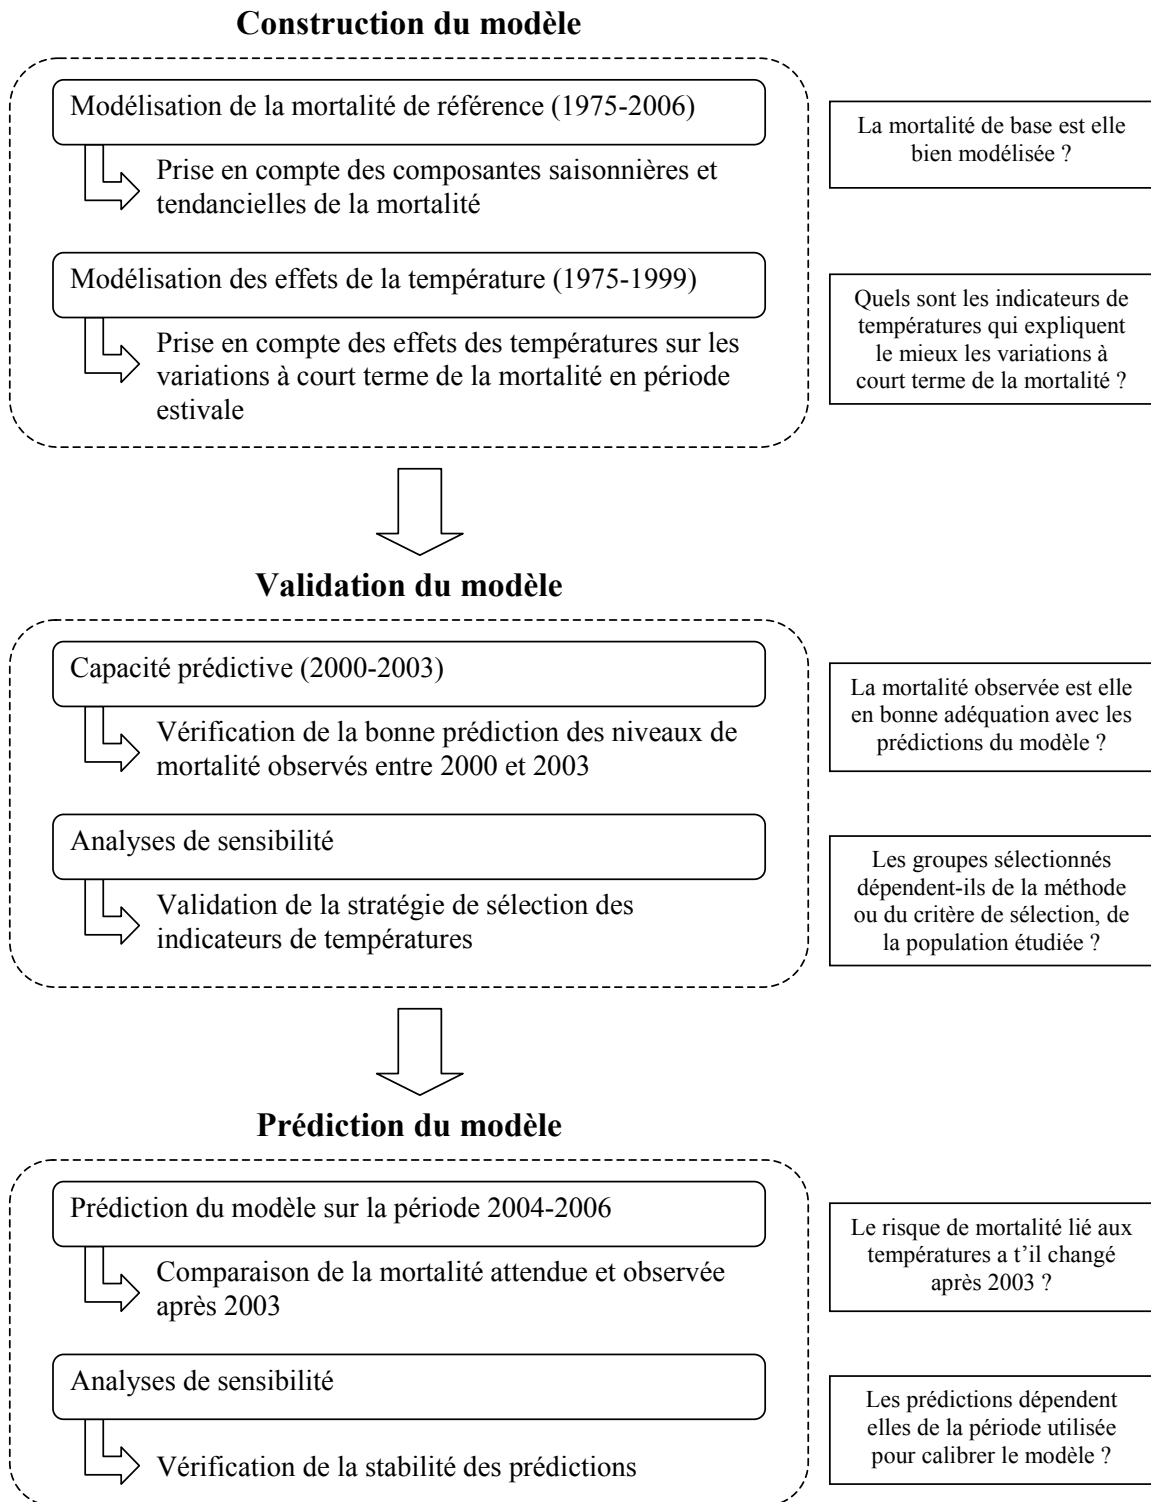 Construction du modèle
Modélisation de la mortalité de référence (1975-2006)
Prise en compte des composantes saisonnières et
tendancielles de la mortalité
La mortalité de base est elle
bien modélisée ?
Modélisation des effets de la température (1975-1999)
Prise en compte des effets des températures sur les
variations à court terme de la mortalité en période
estivale
Quels sont les indicateurs de
températures qui expliquent
le mieux les variations à
court terme de la mortalité ?
Validation du modèle
Capacité prédictive (2000-2003)
Vérification de la bonne prédiction des niveaux de
mortalité observés entre 2000 et 2003
La mortalité observée est elle
en bonne adéquation avec les
prédictions du modèle ?
Analyses de sensibilité
Validation de la stratégie de sélection des
indicateurs de températures
Les groupes sélectionnés
dépendent-ils de la méthode
ou du critère de sélection, de
la population étudiée ?
Prédiction du modèle
Prédiction du modèle sur la période 2004-2006
Comparaison de la mortalité attendue et observée
après 2003
Le risque de mortalité lié aux
températures a t’il changé
après 2003 ?
Analyses de sensibilité
Vérification de la stabilité des prédictions
Les prédictions dépendent
elles de la période utilisée
pour calibrer le modèle ?